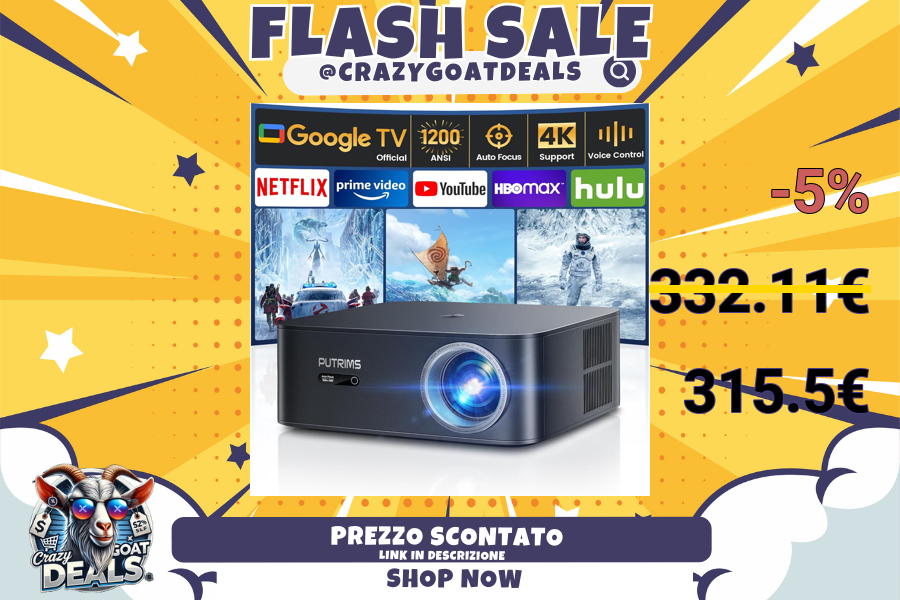 FLASH SALE
@CRAZYGOATDEALS
Google TV
Official
1200
ANSI
Auto Focus
4K
Support
Voice Control
NETFLIX
prime video
YouTube
HBOMAX
hulu
-5%
332.11€
PUTRIMS
315.5€
$
52%
Crazy
GOAT
DEALS
PREZZO SCONTATO
LINK IN DESCRIZIONE
SHOP NOW